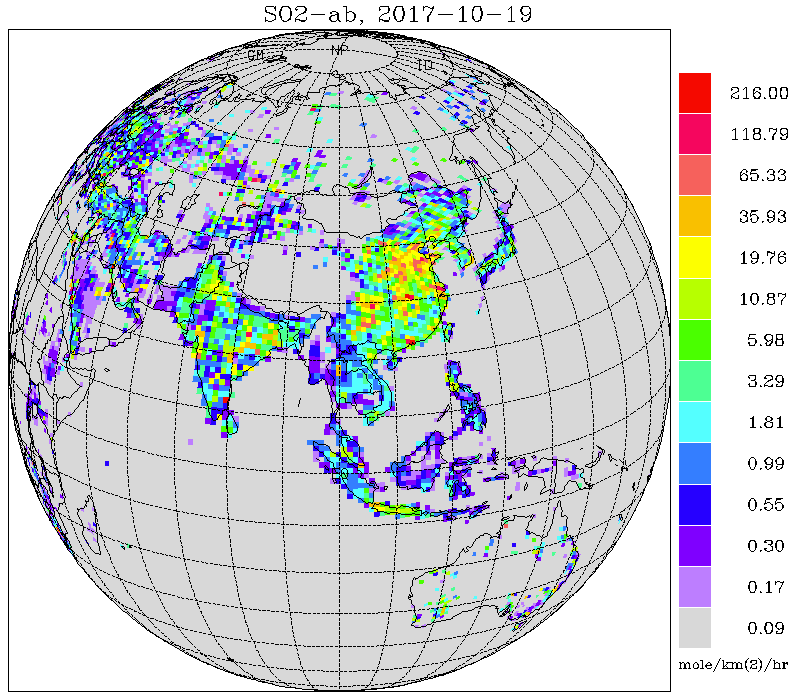 SO2-ab, 2017-10-19
GM
NP
ID
216.00
118.79
65.33
35.93
19.76
10.87
5.98
3.29
1.81
0.99
0.55
0.30
0.17
0.09
mole/km(2)/hr